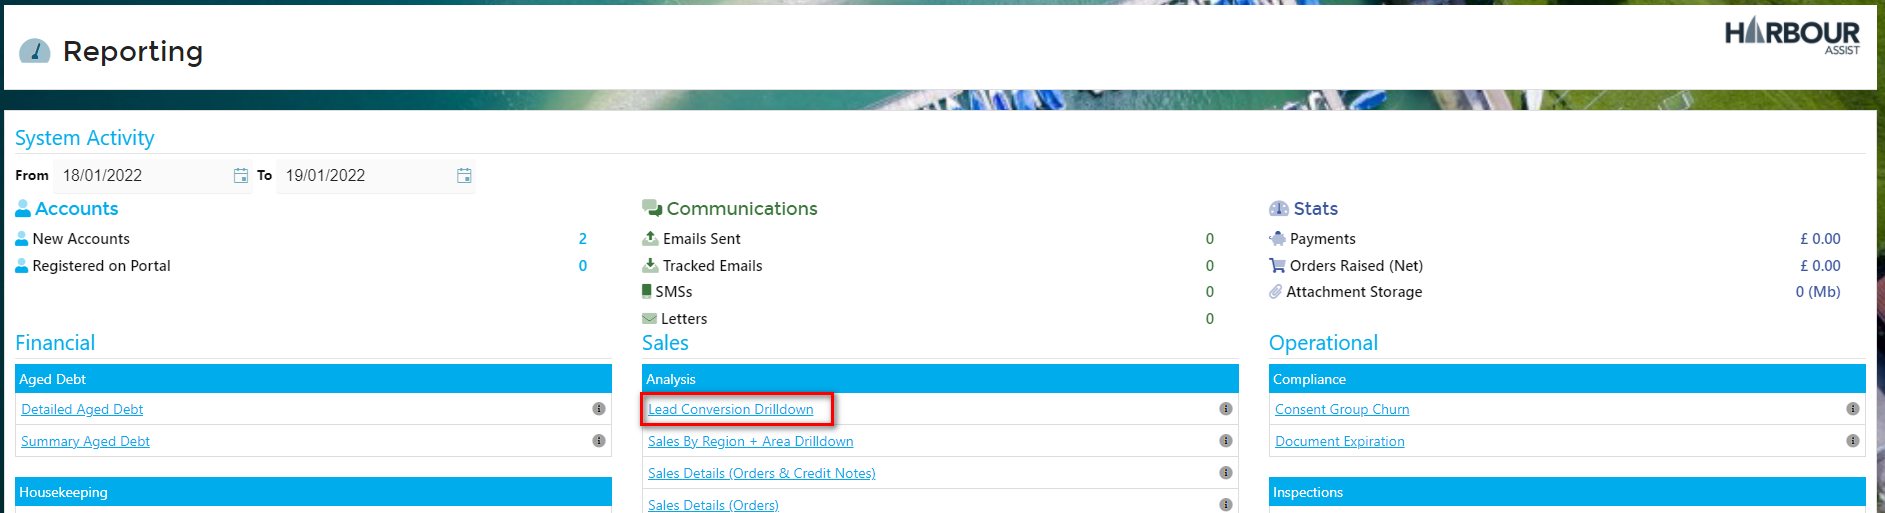 Reporting
HARBOUR
ASSIST
System Activity
From 18/01/2022 To 19/01/2022
Accounts
New Accounts 2
Registered on Portal 0
Communications
Emails Sent 0
Tracked Emails 0
SMSs 0
Letters 0
Stats
Payments £ 0.00
Orders Raised (Net) £ 0.00
Attachment Storage 0 (Mb)
Financial
Aged Debt
Detailed Aged Debt
Summary Aged Debt
Housekeeping
Sales
Analysis
Lead Conversion Drilldown
Sales By Region + Area Drilldown
Sales Details (Orders & Credit Notes)
Sales Details (Orders)
Operational
Compliance
Consent Group Churn
Document Expiration
Inspections